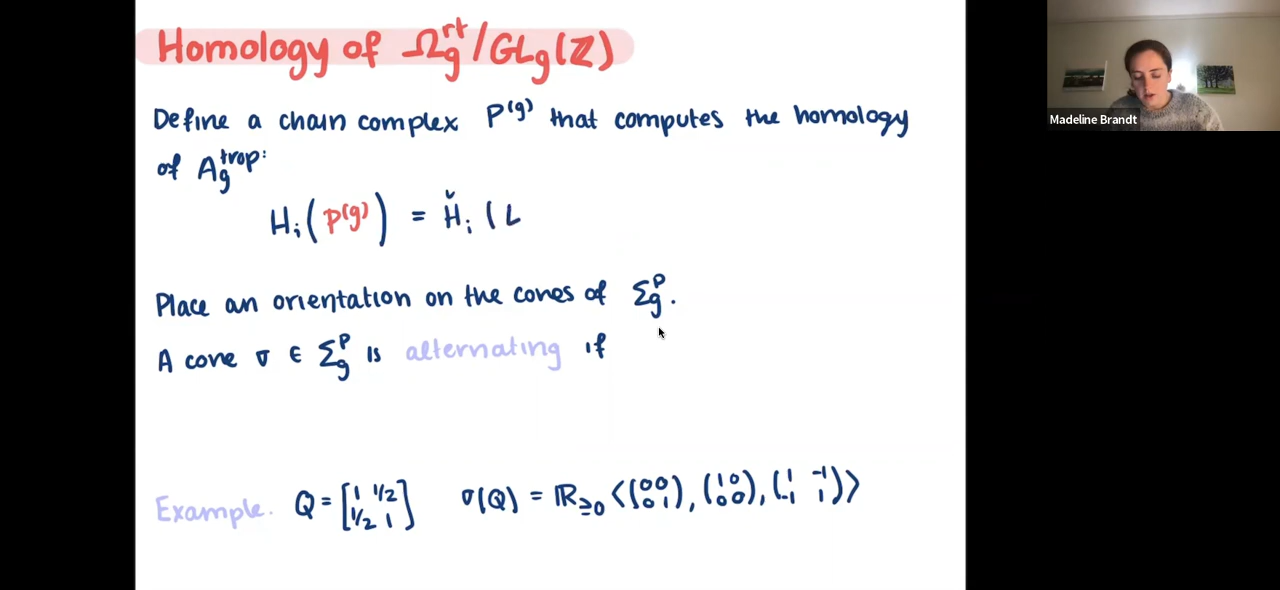 Homology of Ω_g^{rt}/GL_g(ℤ)
Define a chain complex P^{(g)} that computes the homology
of A_g^{trop}:
H_i(P^{(g)}) = Ȟ_i (L
Place an orientation on the cones of Σ_g^P.
A cone σ ∈ Σ_g^P is alternating if
Example. Q = [1 1/2; 1/2 1] σ(Q) = ℝ_{≥0} <(0 0; 0 1), (1 0; 0 0), (1 -1; -1 1)>
Madeline Brandt